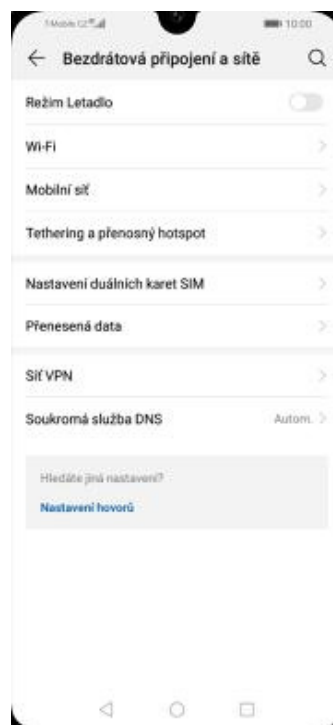 T-Mobile CZ
10:00
Bezdrátová připojení a sítě
Režim Letadlo
Wi-Fi
Mobilní síť
Tethering a přenosný hotspot
Nastavení duálních karet SIM
Přenesená data
Síť VPN
Soukromá služba DNS
Autom.
Hledáte jiná nastavení?
Nastavení hovorů